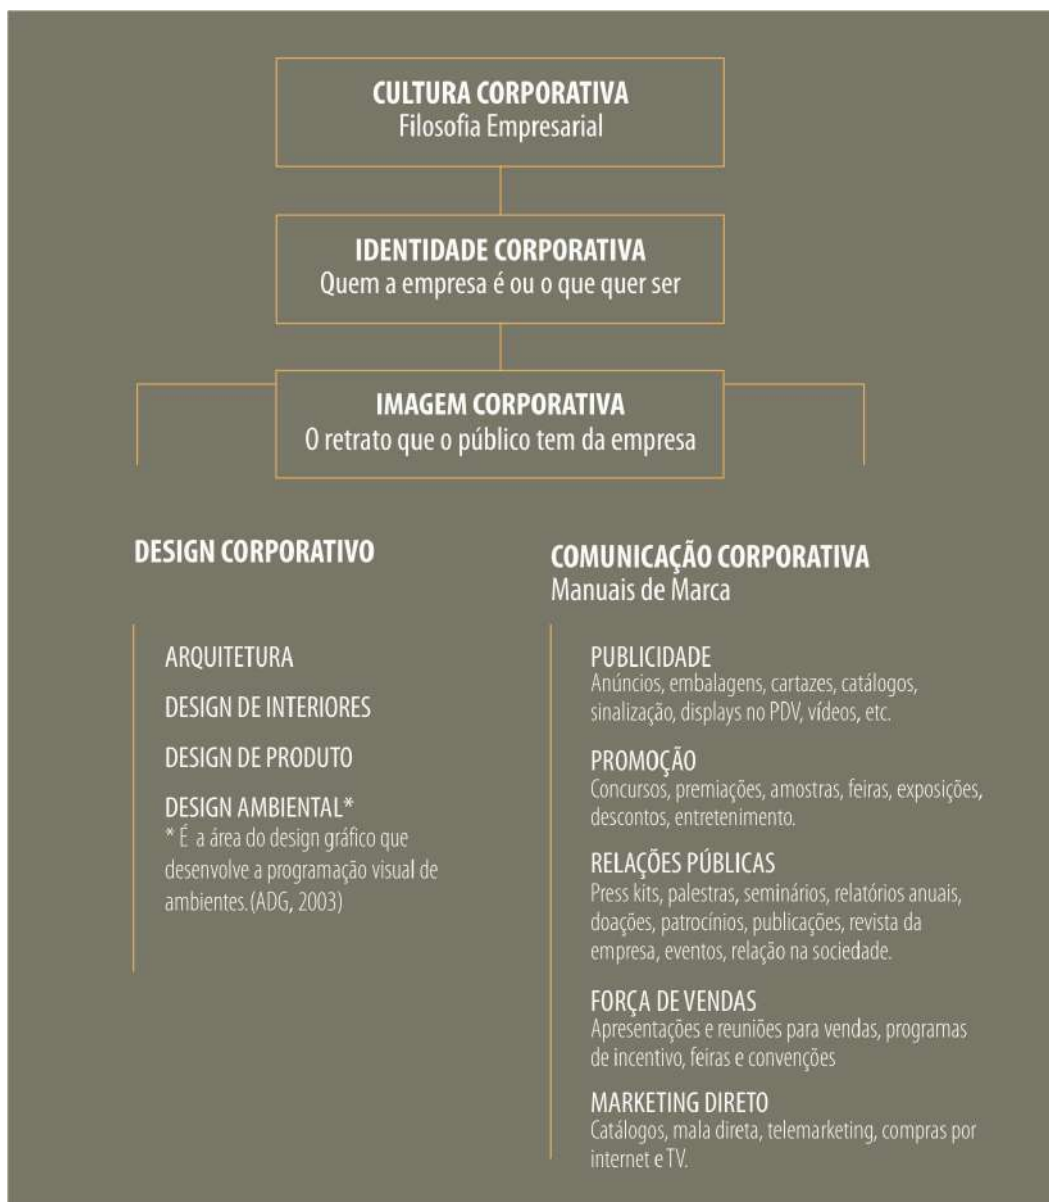 CULTURA CORPORATIVA
Filosofia Empresarial
IDENTIDADE CORPORATIVA
Quem a empresa é ou o que quer ser
IMAGEM CORPORATIVA
O retrato que o público tem da empresa
DESIGN CORPORATIVO
ARQUITETURA
DESIGN DE INTERIORES
DESIGN DE PRODUTO
DESIGN AMBIENTAL*
* É a área do design gráfico que
desenvolve a programação visual de
ambientes. (ADG, 2003)
COMUNICAÇÃO CORPORATIVA
Manuais de Marca
PUBLICIDADE
Anúncios, embalagens, cartazes, catálogos,
sinalização, displays no PDV, vídeos, etc.
PROMOÇÃO
Concursos, premiações, amostras, feiras, exposições,
descontos, entretenimento.
RELAÇÕES PÚBLICAS
Press kits, palestras, seminários, relatórios anuais,
doações, patrocínios, publicações, revista da
empresa, eventos, relação na sociedade.
FORÇA DE VENDAS
Apresentações e reuniões para vendas, programas
de incentivo, feiras e convenções
MARKETING DIRETO
Catálogos, mala direta, telemarketing, compras por
internet e TV.